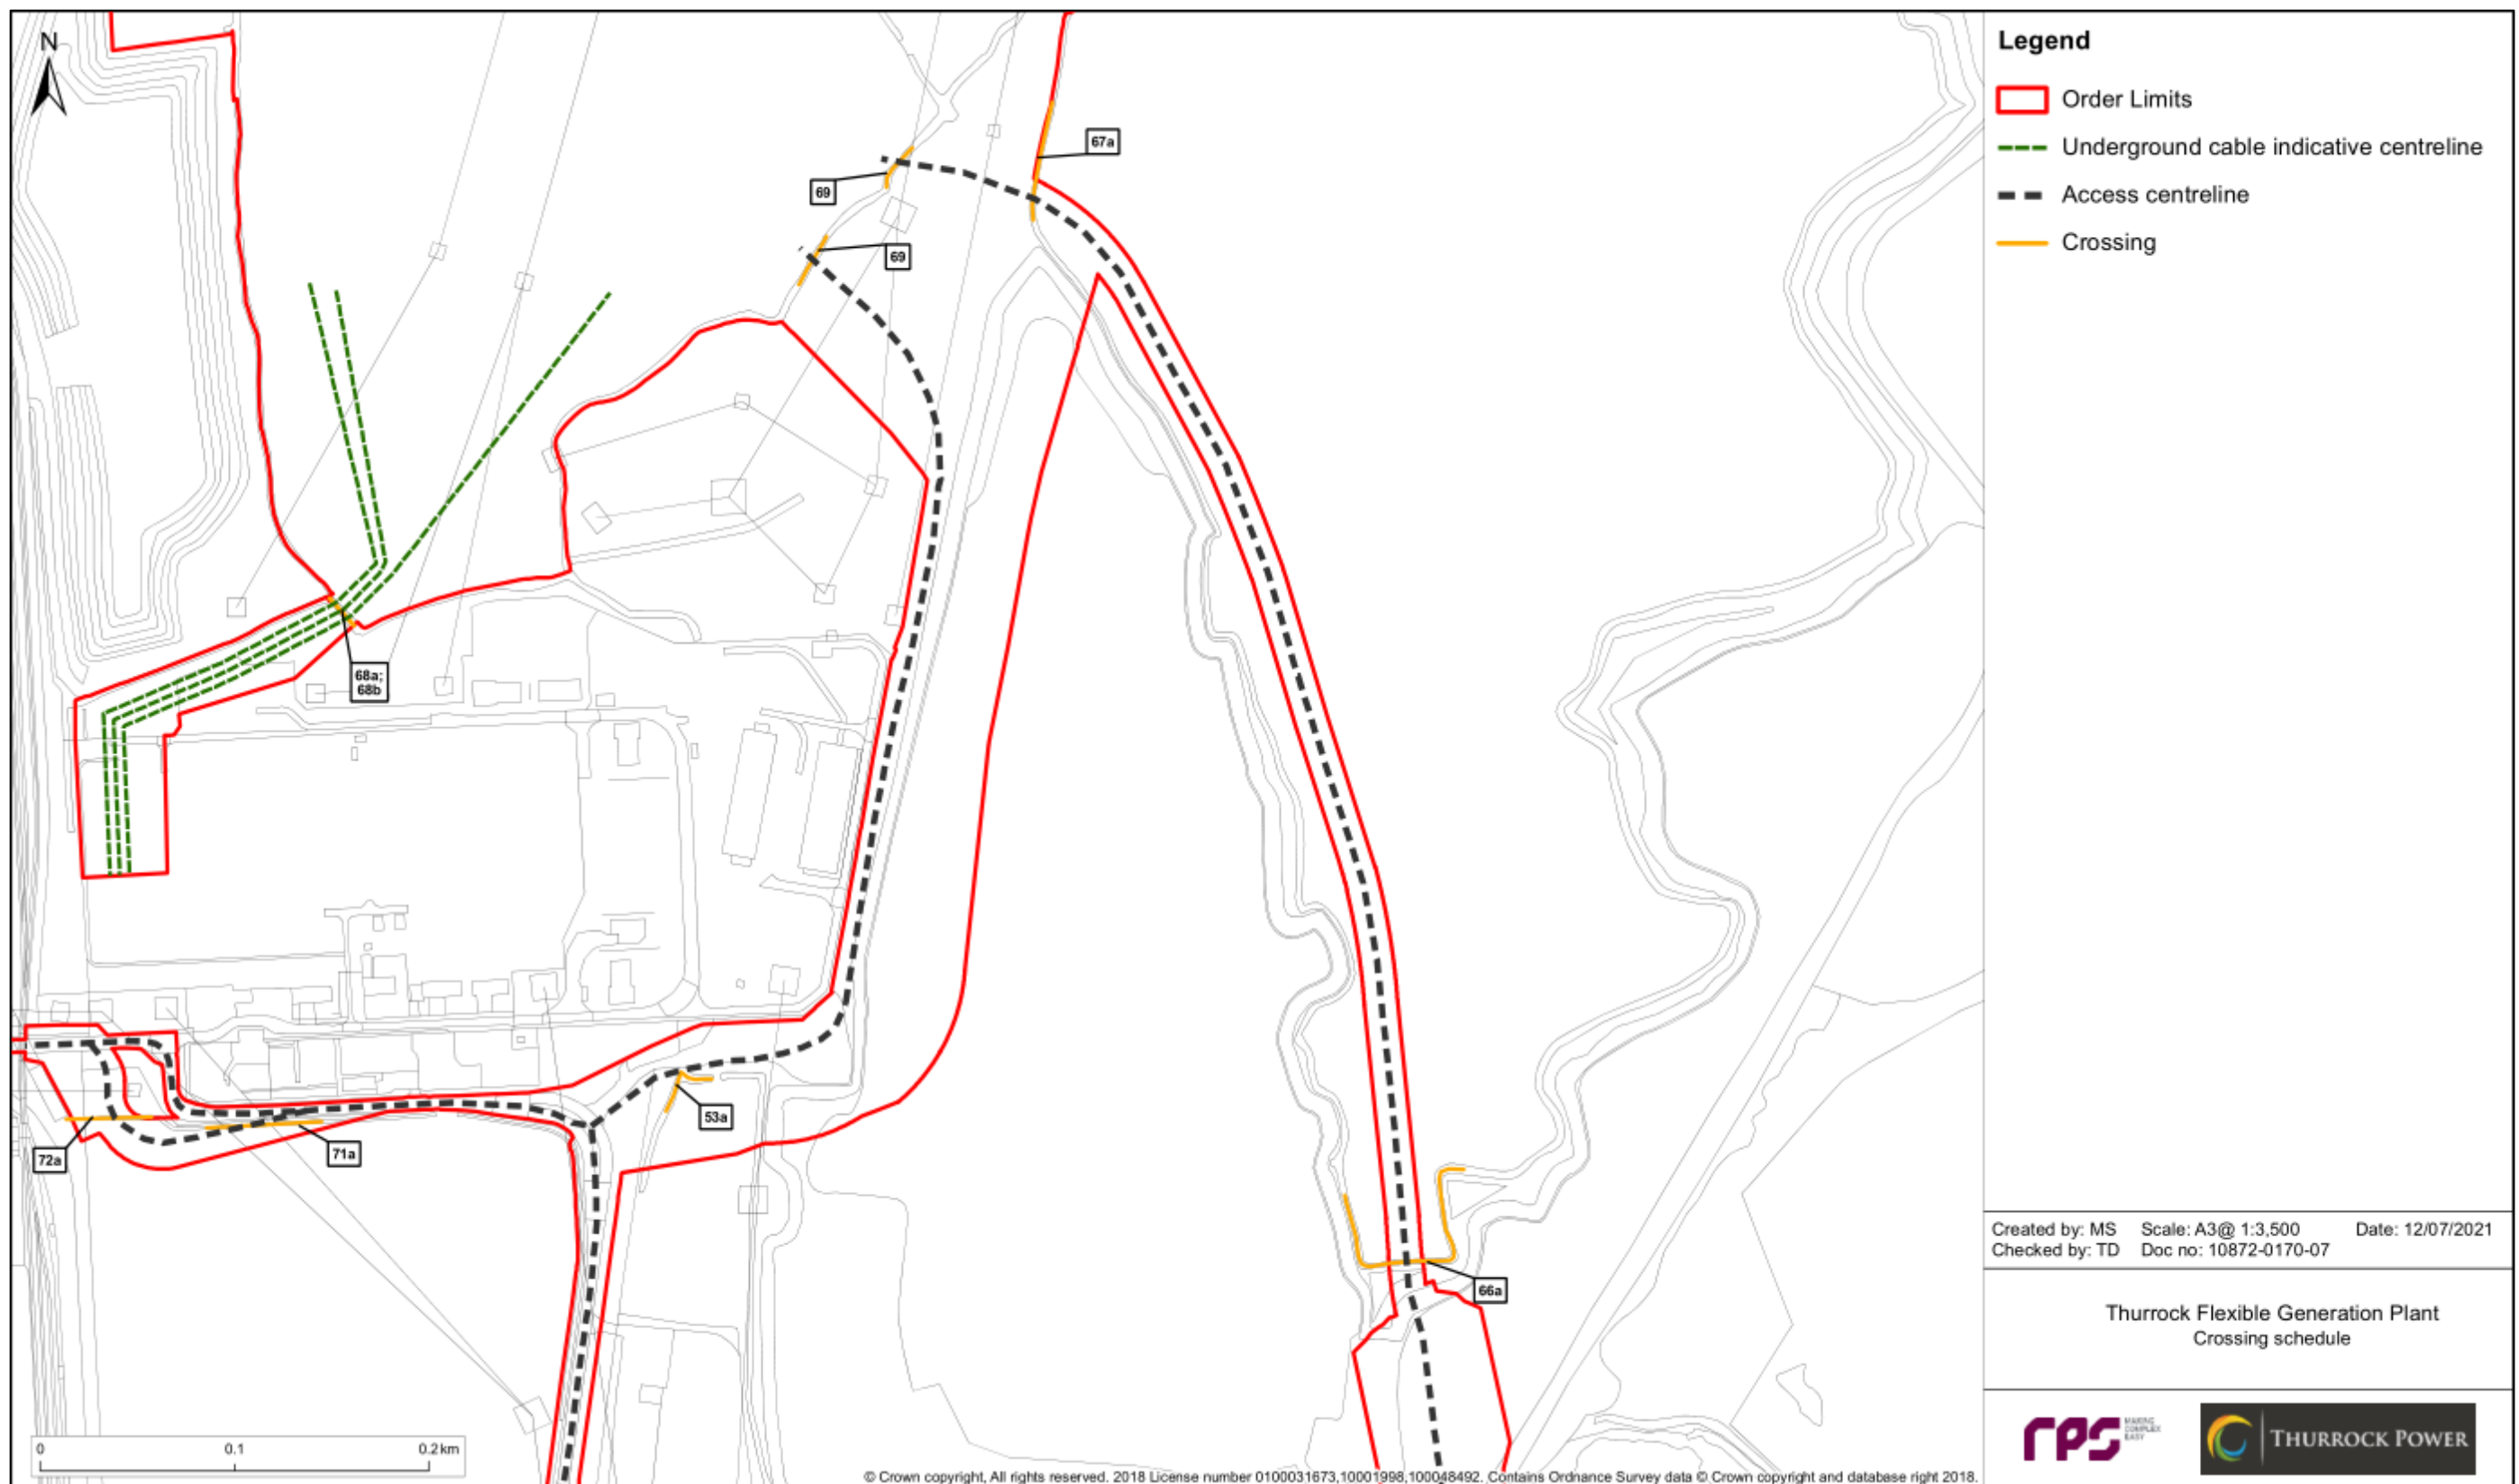 N
67a
69
69
68a;
68b
53a
72a
71a
66a
0 0.1 0.2 km
© Crown copyright, All rights reserved. 2018 License number 0100031673,10001998,100048492. Contains Ordnance Survey data © Crown copyright and database right 2018.
Legend
Order Limits
Underground cable indicative centreline
Access centreline
Crossing
Created by: MS Scale: A3@ 1:3,500 Date: 12/07/2021
Checked by: TD Doc no: 10872-0170-07
Thurrock Flexible Generation Plant
Crossing schedule
rps MAKING
COMPLEX
EASY
THURROCK POWER